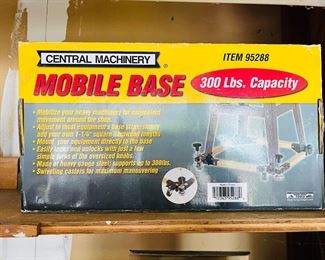 CENTRAL MACHINERY
ITEM 95288
MOBILE BASE
300 Lbs. Capacity
• Mobilize your heavy machinery for convenient
movement around the shop.
• Adjust to most equipment's base sizes: simply
add your own 1-1/4" square hardwood lengths
• Mount your equipment directly to the base
• Easily locks and unlocks with just a few
simple turns of the oversized knobs.
• Made of heavy gauge steel; supports up to 300lbs.
• Swiveling casters for maximum maneuvering